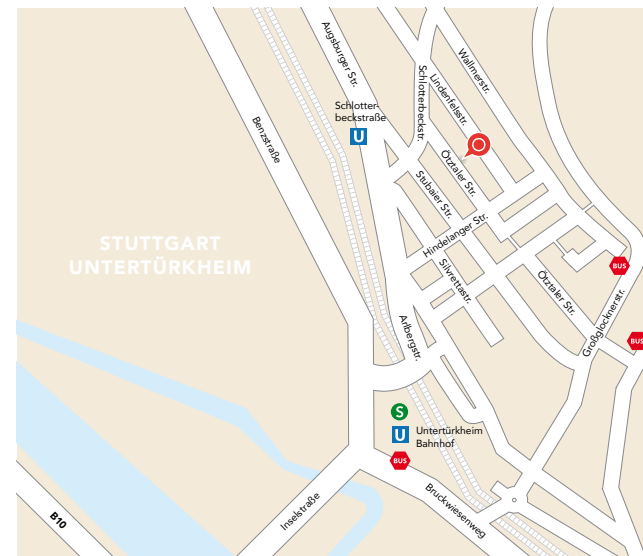 Augsburger Str.
Wallmerstr.
Lindenfelsstr.
Schlotterbeckstr.
Schlotter-
beckstraße
U
Benzstraße
Ötztaler Str.
Stubaier Str.
Hindelanger Str.
STUTTGART
UNTERTÜRKHEIM
Silvrettastr.
BUS
Ötztaler Str.
Großglocknerstr.
Arlbergstr.
BUS
S
U
Untertürkheim
Bahnhof
BUS
Bruckwiesenweg
Inselstraße
B10